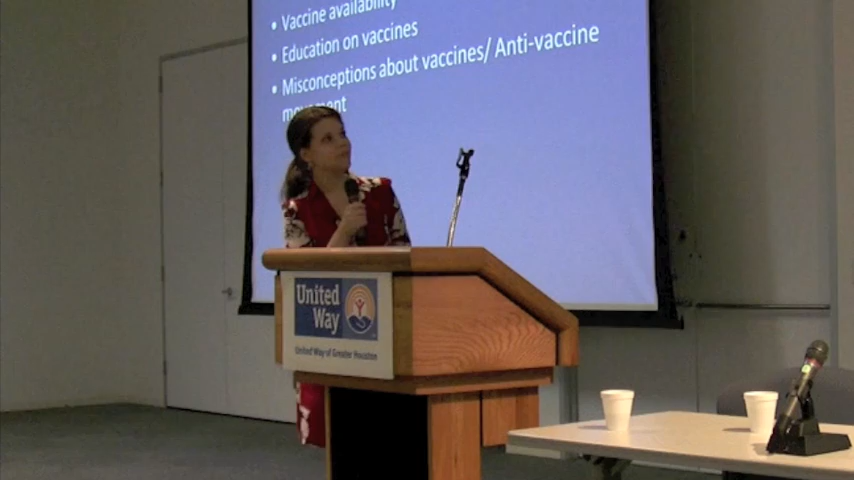 • Vaccine availability
• Education on vaccines
• Misconceptions about vaccines/ Anti-vaccine
movement
United
Way
United Way of Greater Houston